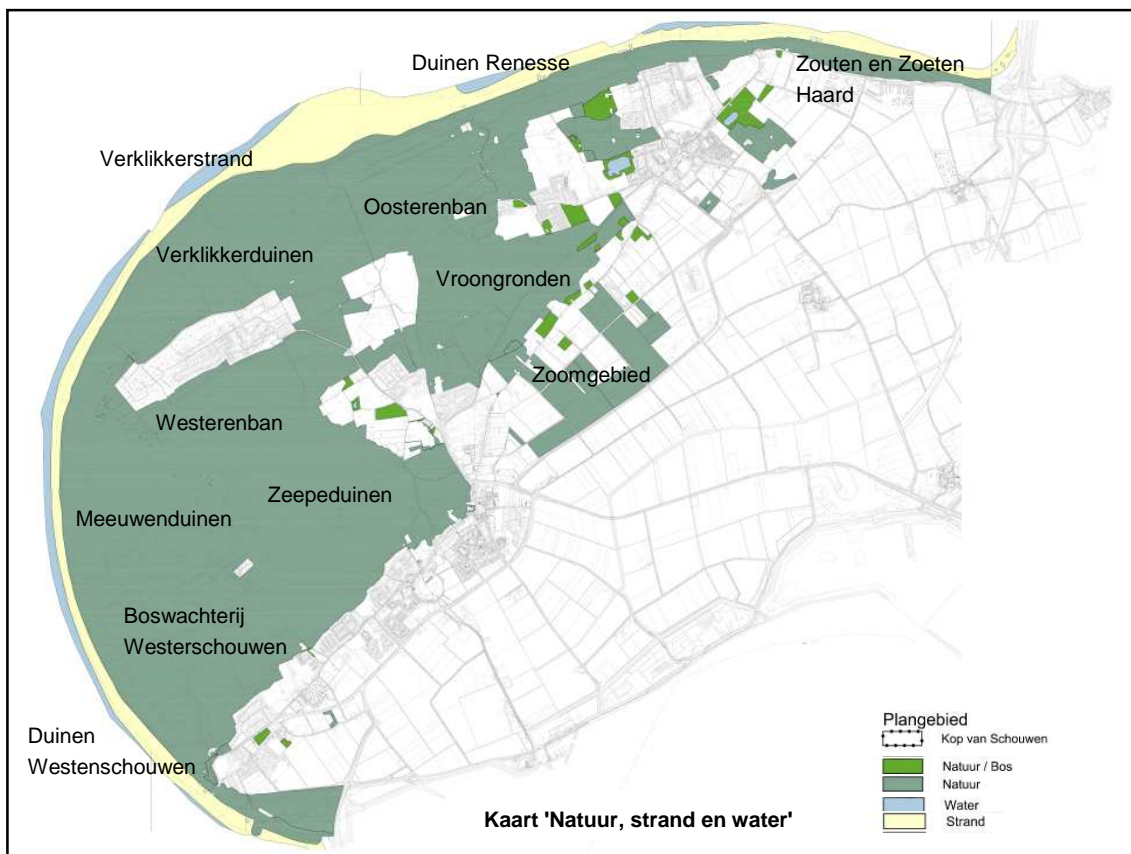 Duinen Renesse
Zouten en Zoeten
Haard
Verklikkerstrand
Oosterenban
Verklikkerduinen
Vroongronden
Zoomgebied
Westerenban
Zeepeduinen
Meeuwenduinen
Boswachterij
Westerschouwen
Duinen
Westenschouwen
Plangebied
Kop van Schouwen
Natuur / Bos
Natuur
Water
Strand
Kaart 'Natuur, strand en water'